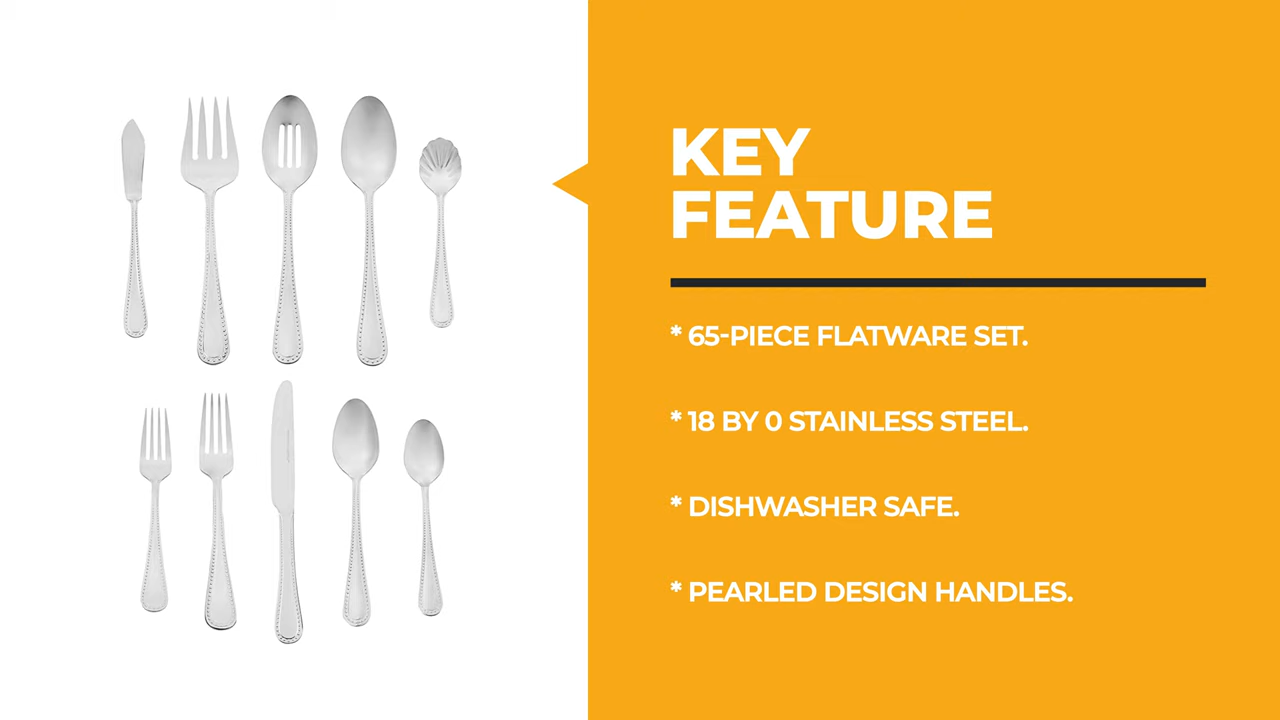 KEY
FEATURE
* 65-PIECE FLATWARE SET.
* 18 BY 0 STAINLESS STEEL.
* DISHWASHER SAFE.
* PEARLED DESIGN HANDLES.